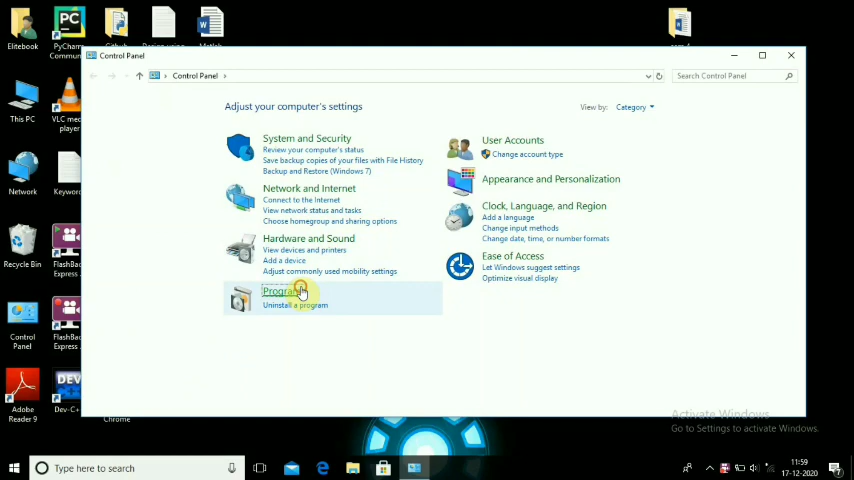 Elitebook
PyCharm
Commun
Github
Matlab
Control Panel
Control Panel
Search Control Panel
Adjust your computer's settings
View by: Category
System and Security
Review your computer's status
Save backup copies of your files with File History
Backup and Restore (Windows 7)
Network and Internet
Connect to the Internet
View network status and tasks
Choose homegroup and sharing options
Hardware and Sound
View devices and printers
Add a device
Adjust commonly used mobility settings
Uninstall a program
User Accounts
Change account type
Appearance and Personalization
Clock, Language, and Region
Add a language
Change input methods
Change date, time, or number formats
Ease of Access
Let Windows suggest settings
Optimize visual display
This PC
VLC med
player
Network
Keyword
Recycle Bin
FlashBac
Express
Control
Panel
FlashBac
Express
Adobe
Reader 9
Dev-C+
Chrome
PC
DEV
Activate Windows
Go to Settings to activate Windows.
Type here to search
11:59
17-12-2020
7